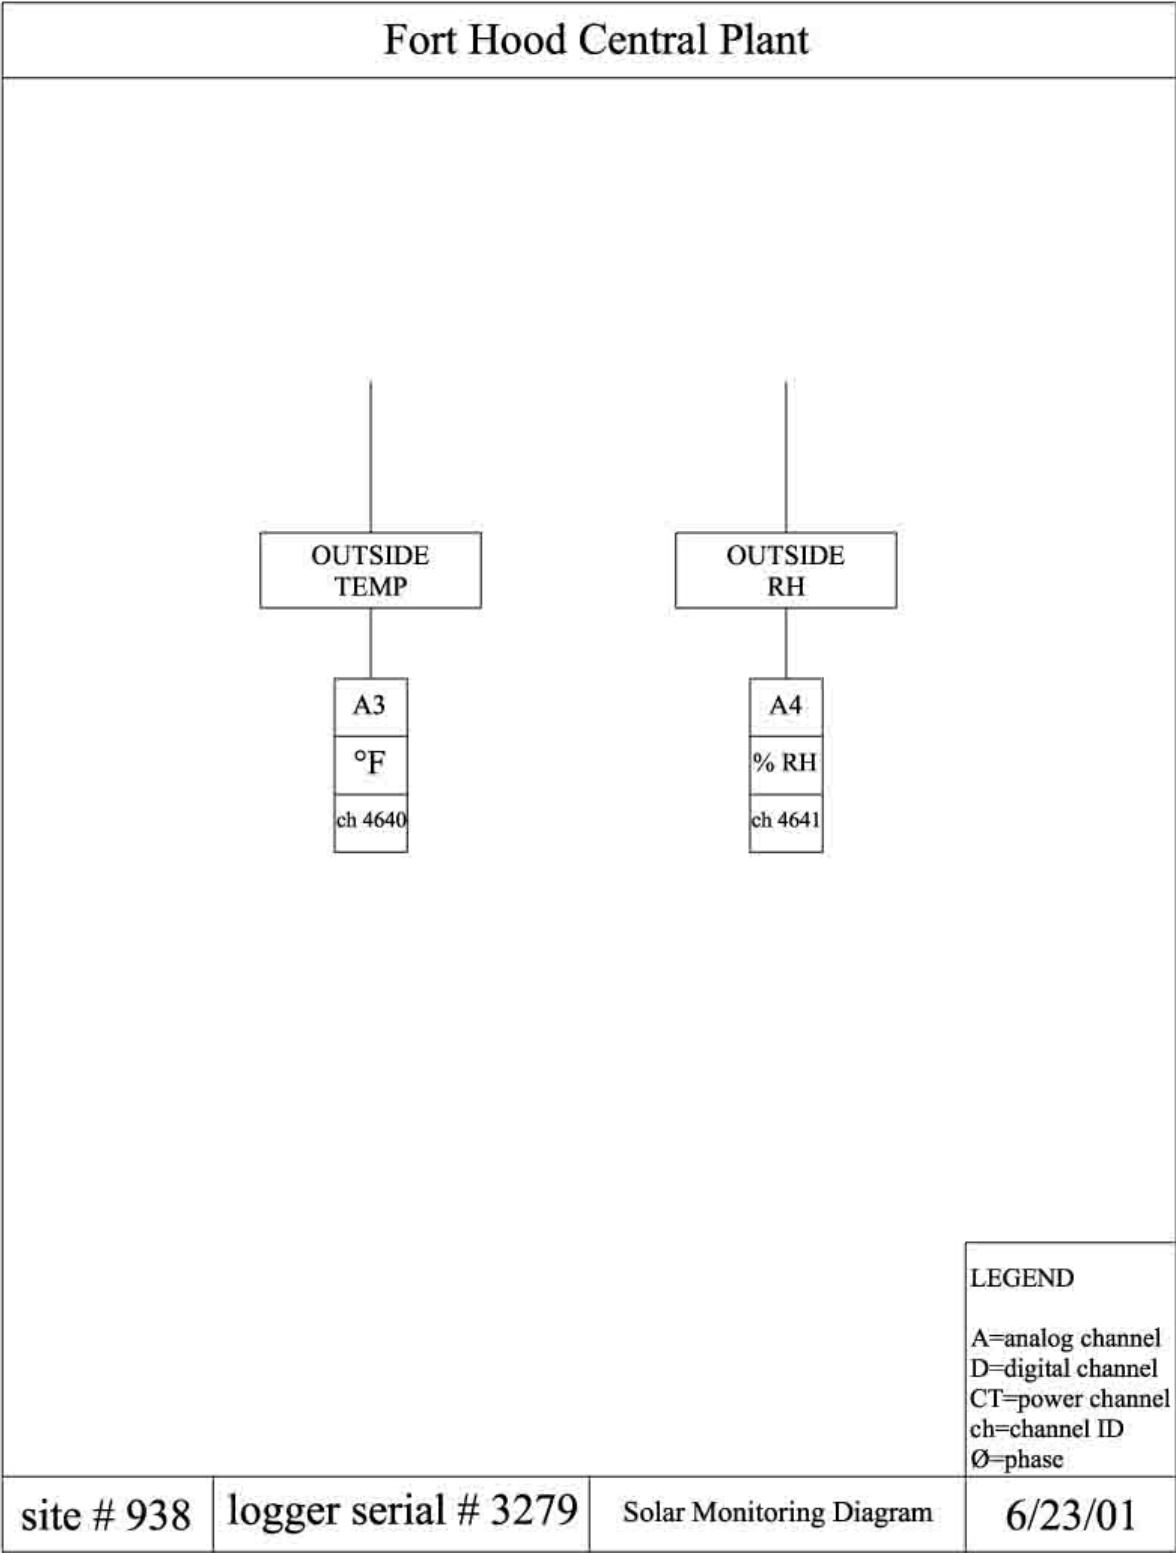 Fort Hood Central Plant
OUTSIDE
TEMP
OUTSIDE
RH
A3
°F
ch 4640
A4
% RH
ch 4641
LEGEND
A=analog channel
D=digital channel
CT=power channel
ch=channel ID
Ø=phase
site # 938
logger serial # 3279
Solar Monitoring Diagram
6/23/01